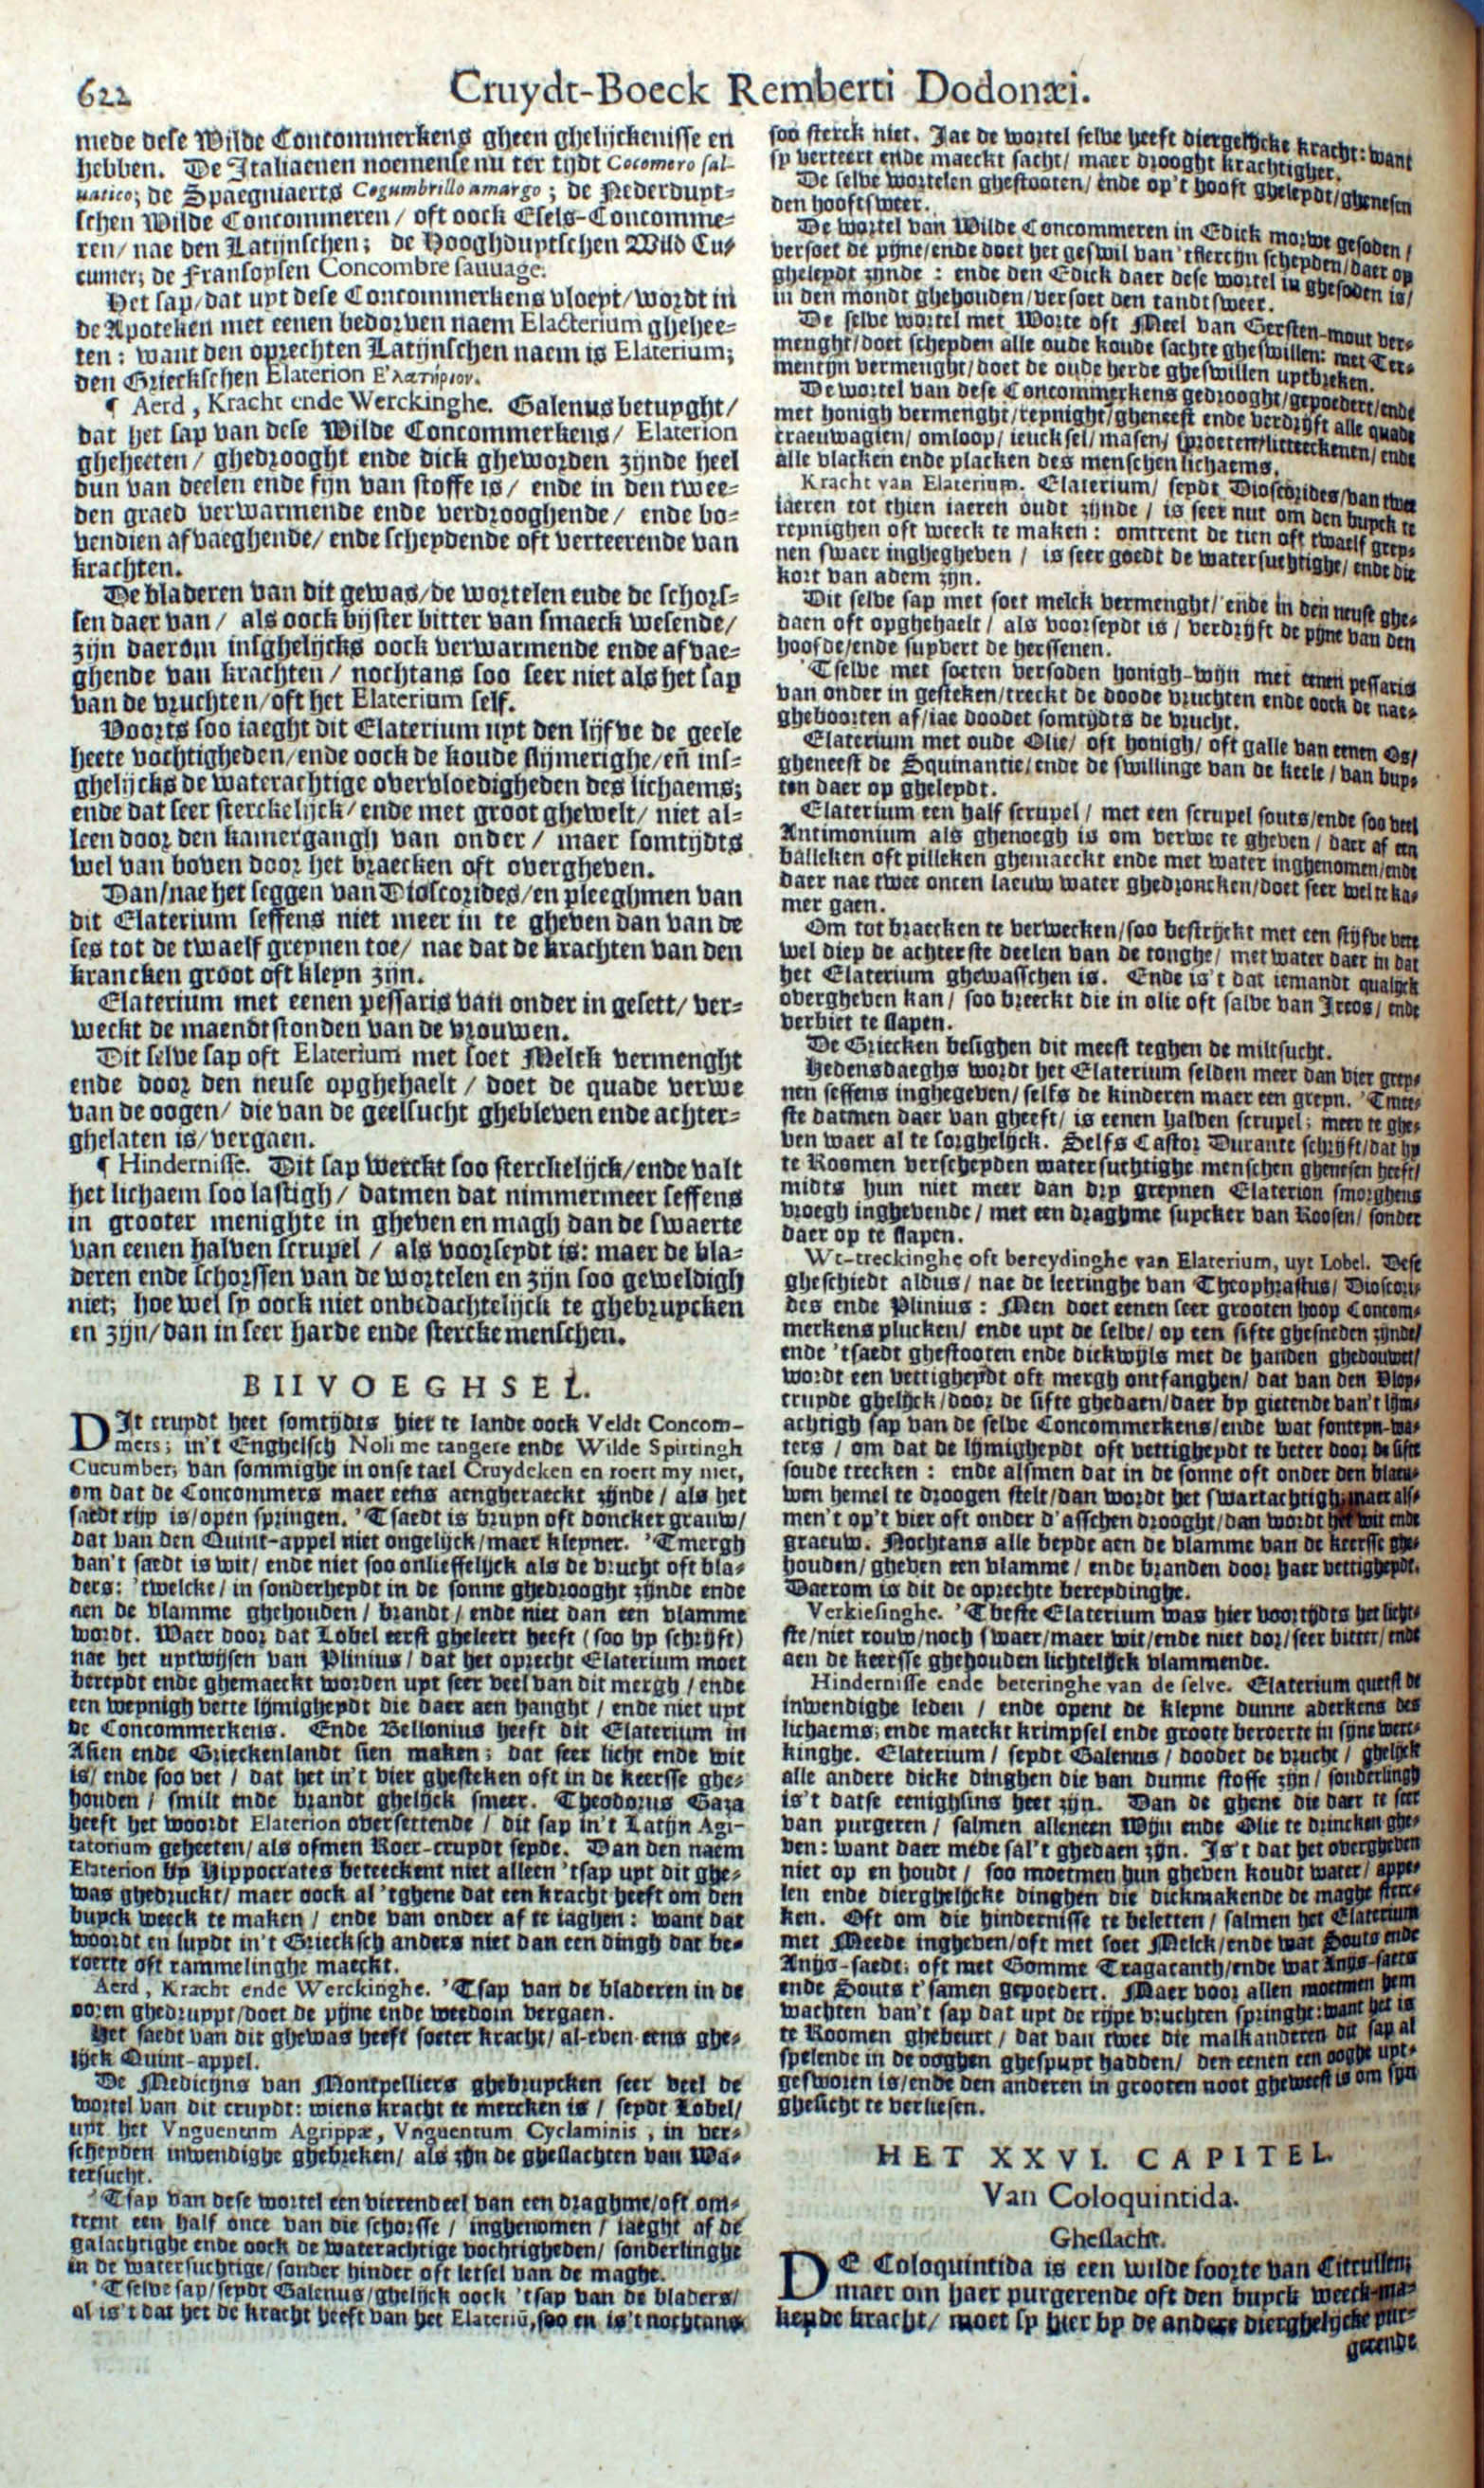 622
Cruydt-Boeck Remberti Dodonæi.
mede dese Wilde Concommerkens gheen ghelijckenisse en
hebben. De Italiaenen noemense nu ter tijdt Cocomero sal-
uatico; de Spaegniaerts Cogumbrillo amargo; de Nederduyt-
schen Wilde Concommeren/ oft oock Esels-Concomme-
ren/ nae den Latijnschen; de Hooghduytschen Wild Cu-
cumer; de Fransoysen Concombre sauuage.
Het sap/dat uyt dese Concommerkens vloeyt/wordt in
de Apoteken met eenen bedorven naem Elacterium ghehee-
ten: want den oprechten Latijnschen naem is Elaterium;
den Grieckschen Elaterion Ελατήριον.
¶ Aerd, Kracht ende Werckinghe. Galenus betuyght/
dat het sap van dese Wilde Concommerkens/ Elaterion
gheheeten/ ghedrooght ende dick gheworden zijnde heel
dun van deelen ende fijn van stoffe is/ ende in den twee-
den graed verwarmende ende verdrooghende/ ende bo-
vendien afvaeghende/ende scheydende oft verteerende van
krachten.
De bladeren van dit gewas/de wortelen ende de schors-
sen daer van/ als oock bijster bitter van smaeck wesende/
zijn daerom insghelijcks oock verwarmende ende afvae-
ghende van krachten/ nochtans soo seer niet als het sap
van de vruchten/oft het Elaterium self.
Voorts soo iaeght dit Elaterium uyt den lijfve de geele
heete vochtigheden/ende oock de koude slijmerighe/en̄ ins-
ghelijcks de waterachtige overvloedigheden des lichaems;
ende dat seer sterckelijck/ende met groot ghewelt/ niet al-
leen door den kamergangh van onder/ maer somtijdts
wel van boven door het braecken oft overgheven.
Dan/nae het seggen van Dioscorides/en pleeghmen van
dit Elaterium seffens niet meer in te gheven dan van de
ses tot de twaelf greynen toe/ nae dat de krachten van den
krancken groot oft kleyn zijn.
Elaterium met eenen pessaris van onder in gesett/ ver-
weckt de maendtstonden van de vrouwen.
Dit selve sap oft Elaterium met soet Melck vermenght
ende door den neuse opghehaelt/ doet de quade verwe
van de oogen/ die van de geelsucht ghebleven ende achter-
ghelaten is/vergaen.
¶ Hindernisse. Dit sap werckt soo sterckelijck/ende valt
het lichaem soo lastigh/ datmen dat nimmermeer seffens
in grooter menighte in gheven en magh dan de swaerte
van eenen halven scrupel/ als voorseydt is: maer de bla-
deren ende schorssen van de wortelen en zijn soo geweldigh
niet; hoe wel sy oock niet onbedachtelijck te ghebruycken
en zijn/dan in seer harde ende stercke menschen.
BIIVOEGHSEL.
DIt cruydt heet somtijdts hier te lande oock Veldt Concom-
mers; in't Enghelsch Noli me tangere ende Wilde Spirtingh
Cucumber; van sommighe in onse tael Cruydeken en roert my niet,
om dat de Concommers maer eens aengheraeckt zijnde/ als het
saedt rijp is/open springen. 'Tsaedt is bruyn oft doncker grauw/
dat van den Quint-appel niet ongelijck/maer kleyner. 'Tmergh
van't saedt is wit/ ende niet soo onlieffelijck als de vrucht oft bla-
ders: 'twelcke/ in sonderheydt in de sonne ghedrooght zijnde ende
aen de vlamme ghehouden/ brandt/ ende niet dan een vlamme
wordt. Waer door dat Lobel eerst gheleert heeft (soo hy schrijft)
nae het uytwijsen van Plinius/ dat het oprecht Elaterium moet
bereydt ende ghemaeckt worden uyt seer veel van dit mergh/ ende
een weynigh vette lijmigheydt die daer aen hanght/ ende niet uyt
de Concommerkens. Ende Bellonius heeft dit Elaterium in
Asien ende Grieckenlandt sien maken; dat seer licht ende wit
is/ ende soo vet/ dat het in't vier ghesteken oft in de keersse ghe-
houden/ smilt ende brandt ghelijck smeer. Theodorus Gaza
heeft het woordt Elaterion oversettende/ dit sap in't Latijn Agi-
tatorium geheeten/ als ofmen Roer-cruydt seyde. Dan den naem
Elaterion by Hippocrates beteeckent niet alleen 'tsap uyt dit ghe-
was ghedruckt/ maer oock al 'tghene dat een kracht heeft om den
buyck weeck te maken/ ende van onder af te iaghen: want dat
woordt en luydt in't Griecksch anders niet dan een dingh dat be-
roerte oft rammelinghe maeckt.
Aerd, Kracht ende Werckinghe. 'Tsap van de bladeren in de
ooren ghedruypt/doet de pijne ende weedom vergaen.
Het saedt van dit ghewas heeft soeter kracht/ al-even-eens ghe-
lijck Quint-appel.
De Medicijns van Montpelliers ghebruycken seer veel de
wortel van dit cruydt: wiens kracht te mercken is/ seydt Lobel/
uyt het Vnguentum Agrippæ, Vnguentum Cyclaminis, in ver-
scheyden inwendighe ghebreken/ als zijn de gheslachten van Wa-
tersucht.
'Tsap van dese wortel een vierendeel van een draghme/oft om-
trent een half once van die schorsse/ inghenomen/ iaeght af de
galachtighe ende oock de waterachtige vochtigheden/ sonderlinghe
in de watersuchtige/ sonder hinder oft letsel van de maghe.
'Tselve sap/seydt Galenus/ghelijck oock 'tsap van de bladers/
al is't dat het de kracht heeft van het Elateriū, soo en is't nochtans
soo sterck niet. Jae de wortel selve heeft diergelijcke kracht: want
sy verteert ende maeckt sacht/ maer drooght krachtigher.
De selve wortelen ghestooten/ ende op't hooft gheleydt/ghenesen
den hooftsweer.
De wortel van Wilde Concommeren in Edick morwe gesoden/
versoet de pijne/ende doet het geswil van 'tflercijn scheyden/daer op
gheleydt zijnde: ende den Edick daer dese wortel in ghesoden is/
in den mondt ghehouden/versoet den tandtsweer.
De selve wortel met Worte oft Meel van Gersten-mout ver-
menght/doet scheyden alle oude koude sachte gheswillen: met Ter-
mentijn vermenght/doet de oude herde gheswillen uytbreken.
De wortel van dese Concommerkens gedrooght/gepoedert/ende
met honigh vermenght/reynight/gheneest ende verdrijft alle quade
craeuwagien/ omloop/ ieucksel/ masen/ sproeten/litteeckenen/ ende
alle vlacken ende placken des menschen lichaems.
Kracht van Elaterium. Elaterium/ seydt Dioscorides/van twee
iaeren tot thien iaeren oudt zijnde/ is seer nut om den buyck te
reynighen oft weeck te maken: omtrent de tien oft twaelf grey-
nen swaer inghegheven/ is seer goedt de watersuchtighe/ ende die
kort van adem zijn.
Dit selve sap met soet melck vermenght/ ende in den neuse ghe-
daen oft opghehaelt/ als voorseydt is/ verdrijft de pijne van den
hoofde/ende suyvert de herssenen.
'Tselve met soeten versoden honigh-wijn met eenen pessaris
van onder in gesteken/treckt de doode vruchten ende oock de nae-
gheboorten af/iae doodet somtijdts de vrucht.
Elaterium met oude Olie/ oft honigh/ oft galle van eenen Os/
gheneest de Squinantie/ende de swillinge van de keele/van buy-
ten daer op gheleydt.
Elaterium een half scrupel/ met een scrupel souts/ende soo veel
Antimonium als ghenoegh is om verwe te gheven/ daer af een
balleken oft pilleken ghemaeckt ende met water inghenomen/ende
daer nae twee oncen laeuw water ghedroncken/doet seer wel te ka-
mer gaen.
Om tot braecken te verwecken/soo bestrijckt met een stijfve vere
wel diep de achterste deelen van de tonghe/ met water daer in dat
het Elaterium ghewasschen is. Ende is't dat iemandt qualijck
overgheven kan/ soo breeckt die in olie oft salve van Ireos/ ende
verbiet te slapen.
De Griecken besighen dit meest teghen de miltsucht.
Hedensdaeghs wordt het Elaterium selden meer dan vier grey-
nen seffens inghegeven/ selfs de kinderen maer een greyn. 'Tmee-
ste datmen daer van gheeft/ is eenen halven scrupel; meer te ghe-
ven waer al te sorghelijck. Selfs Castor Durante schrijft/dat hy
te Roomen verscheyden watersuchtighe menschen ghenesen heeft/
midts hun niet meer dan dry greynen Elaterion smorghens
vroegh inghevende/ met een draghme suycker van Roosen/ sonder
daer op te slapen.
Wt-treckinghe oft bereydinghe van Elaterium, uyt Lobel. Dese
gheschiedt aldus/ nae de leeringhe van Theophrastus/ Dioscori-
des ende Plinius: Men doet eenen seer grooten hoop Concom-
merkens plucken/ ende uyt de selve/ op een sifte ghesneden zijnde/
ende 'tsaedt ghestooten ende dickwijls met de handen ghedouwet/
wordt een vettigheydt oft mergh ontfanghen/ dat van den Vloy-
cruyde ghelijck/door de sifte ghedaen/daer by gietende van't lijm-
achtigh sap van de selve Concommerkens/ende wat fonteyn-wa-
ters/ om dat de lijmigheydt oft vettigheydt te beter door de sifte
soude trecken: ende alsmen dat in de sonne oft onder den blaeu-
wen hemel te droogen stelt/dan wordt het swartachtigh, maer als-
men't op't vier oft onder d'asschen drooght/dan wordt het wit ende
graeuw. Nochtans alle beyde aen de vlamme van de keersse ghe-
houden/ gheven een vlamme/ ende branden door haer vettigheydt.
Daerom is dit de oprechte bereydinghe.
Verkiesinghe. 'Tbeste Elaterium was hier voortijdts het licht-
ste/niet rouw/noch swaer/maer wit/ende niet dor/seer bitter/ ende
aen de keersse ghehouden lichtelijck vlammende.
Hindernisse ende beteringhe van de selve. Elaterium quetst de
inwendighe leden/ ende opent de kleyne dunne aderkens des
lichaems; ende maeckt krimpsel ende groote beroerte in sijne werc-
kinghe. Elaterium/ seydt Galenus/ doodet de vrucht/ ghelijck
alle andere dicke dinghen die van dunne stoffe zijn/ sonderlingh
is't datse eenighsins heet zijn. Dan de ghene die daer te seer
van purgeren/ salmen alleneen Wijn ende Olie te drincken ghe-
ven: want daer mede sal't ghedaen zijn. Is't dat het overgheven
niet op en houdt/ soo moetmen hun gheven koudt water/ appe-
len ende dierghelijcke dinghen die dickmakende de maghe sterc-
ken. Oft om die hindernisse te beletten/ salmen het Elaterium
met Meede ingheven/oft met soet Melck/ende wat Souts ende
Anijs-saedt; oft met Gomme Tragacanth/ende wat Anijs-saets
ende Souts t'samen gepoedert. Maer voor allen moetmen hem
wachten van't sap dat uyt de rijpe vruchten springht: want het is
te Roomen ghebeurt/ dat van twee die malkanderen dit sap al
spelende in de ooghen ghespuyt hadden/ den eenen een ooghe uyt-
gesworen is/ende den anderen in grooten noot gheweest is om sijn
ghesicht te verliesen.
HET XXVI. CAPITEL.
Van Coloquintida.
Gheslacht.
DE Coloquintida is een wilde soorte van Citrullen;
maer om haer purgerende oft den buyck weeck-ma-
kende kracht/ moet sy hier by de andere dierghelijcke pur-
gerende